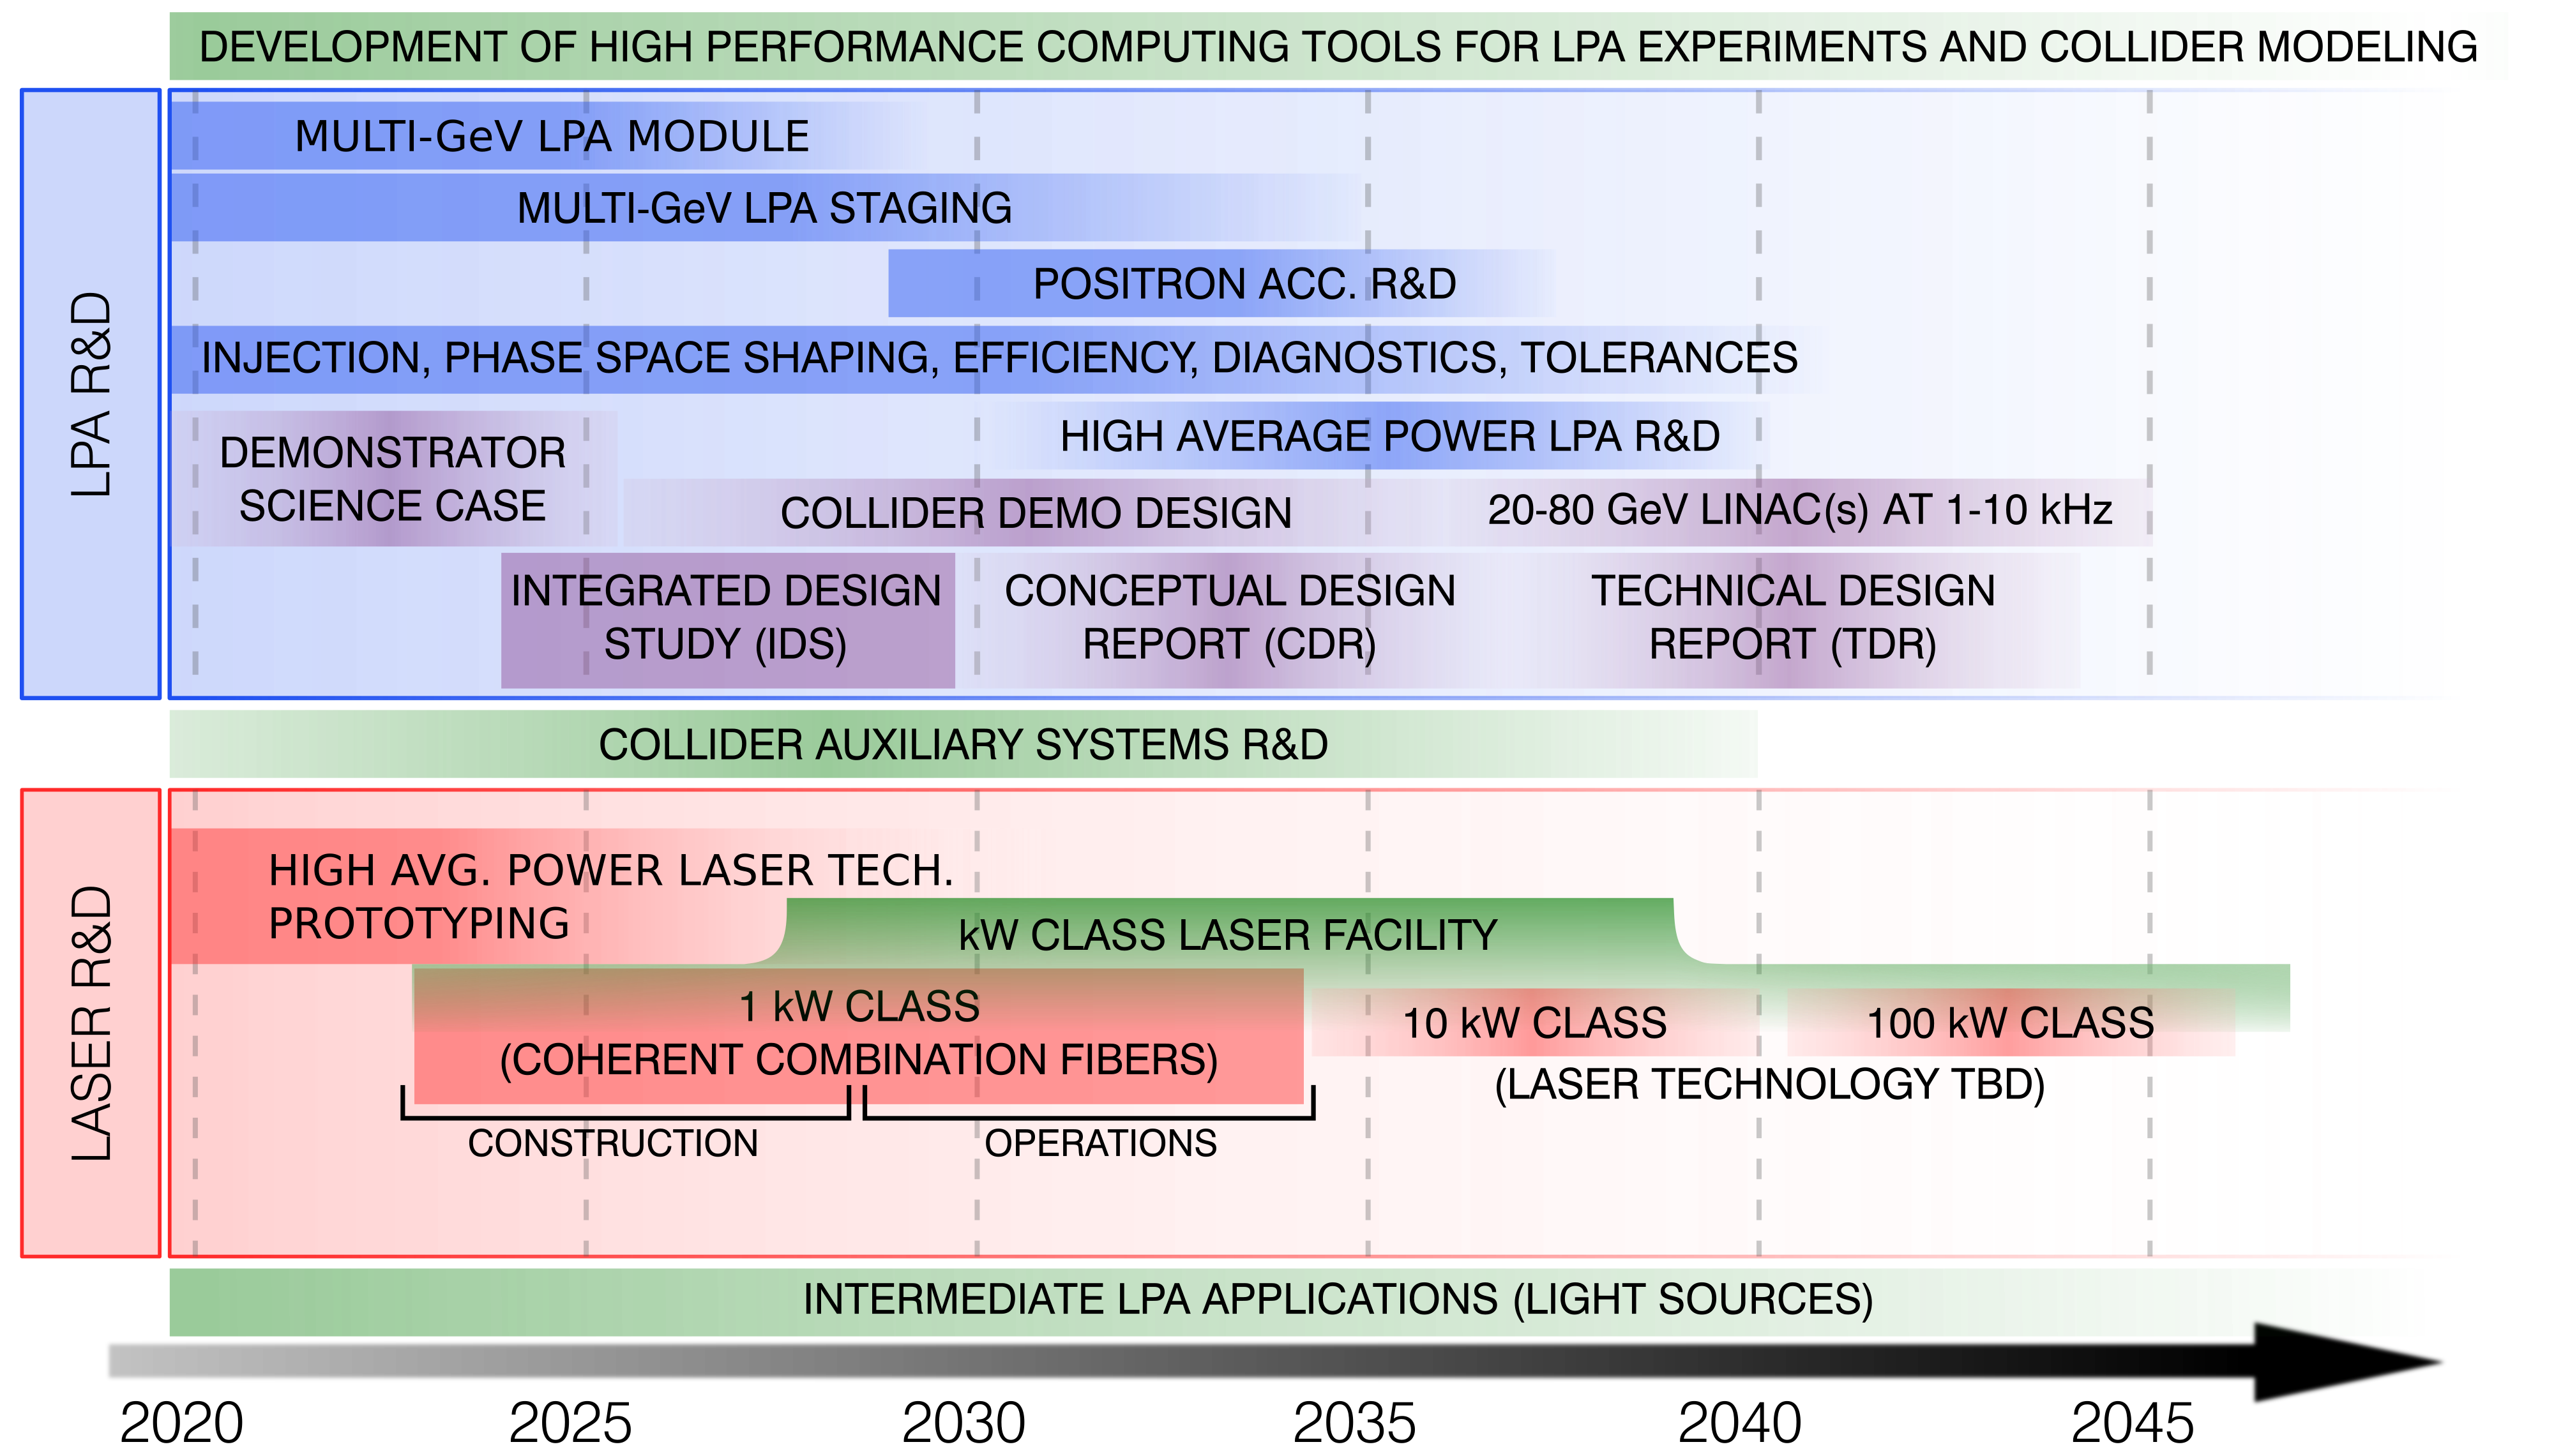 DEVELOPMENT OF HIGH PERFORMANCE COMPUTING TOOLS FOR LPA EXPERIMENTS AND COLLIDER MODELING
LPA R&D
MULTI-GeV LPA MODULE
MULTI-GeV LPA STAGING
POSITRON ACC. R&D
INJECTION, PHASE SPACE SHAPING, EFFICIENCY, DIAGNOSTICS, TOLERANCES
HIGH AVERAGE POWER LPA R&D
DEMONSTRATOR
SCIENCE CASE
COLLIDER DEMO DESIGN
20-80 GeV LINAC(s) AT 1-10 kHz
INTEGRATED DESIGN
STUDY (IDS)
CONCEPTUAL DESIGN
REPORT (CDR)
TECHNICAL DESIGN
REPORT (TDR)
COLLIDER AUXILIARY SYSTEMS R&D
LASER R&D
HIGH AVG. POWER LASER TECH.
PROTOTYPING
kW CLASS LASER FACILITY
1 kW CLASS
(COHERENT COMBINATION FIBERS)
10 kW CLASS
100 kW CLASS
(LASER TECHNOLOGY TBD)
CONSTRUCTION
OPERATIONS
INTERMEDIATE LPA APPLICATIONS (LIGHT SOURCES)
2020
2025
2030
2035
2040
2045